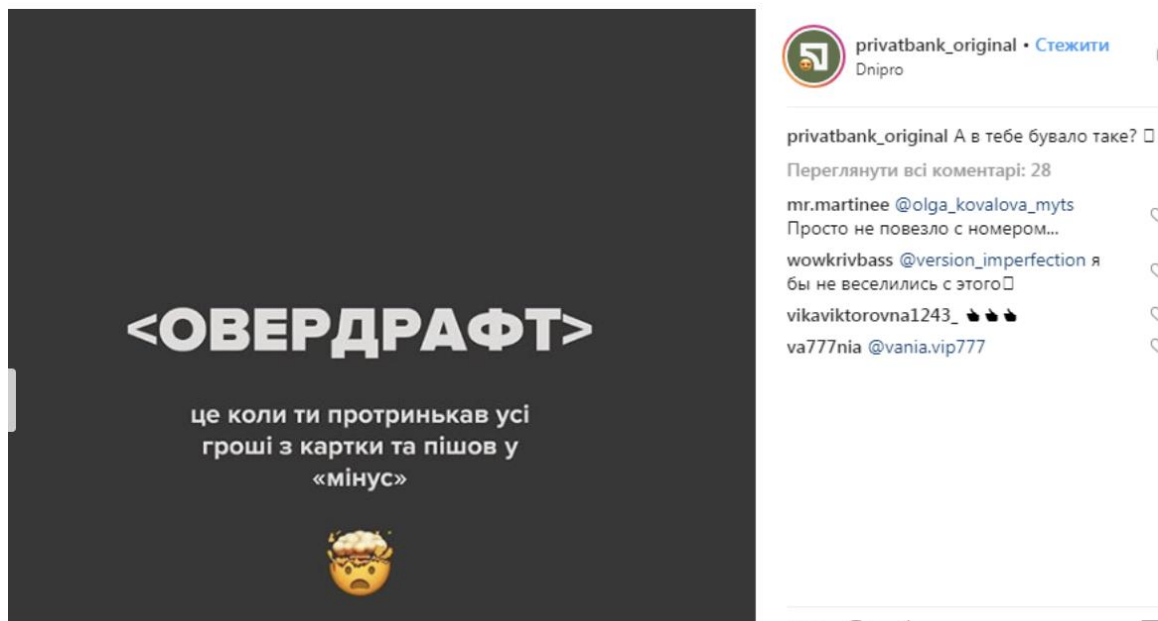 <ОВЕРДРАФТ>
це коли ти протринькав усі
гроші з картки та пішов у
«мінус»
privatbank_original • Стежити
Dnipro
privatbank_original А в тебе бувало таке?
Переглянути всі коментарі: 28
mr.martinee @olga_kovalova_myts
Просто не повезло с номером...
wowkrivbass @version_imperfection я
бы не веселились с этого
vikaviktorovna1243_
va777nia @vania.vip777